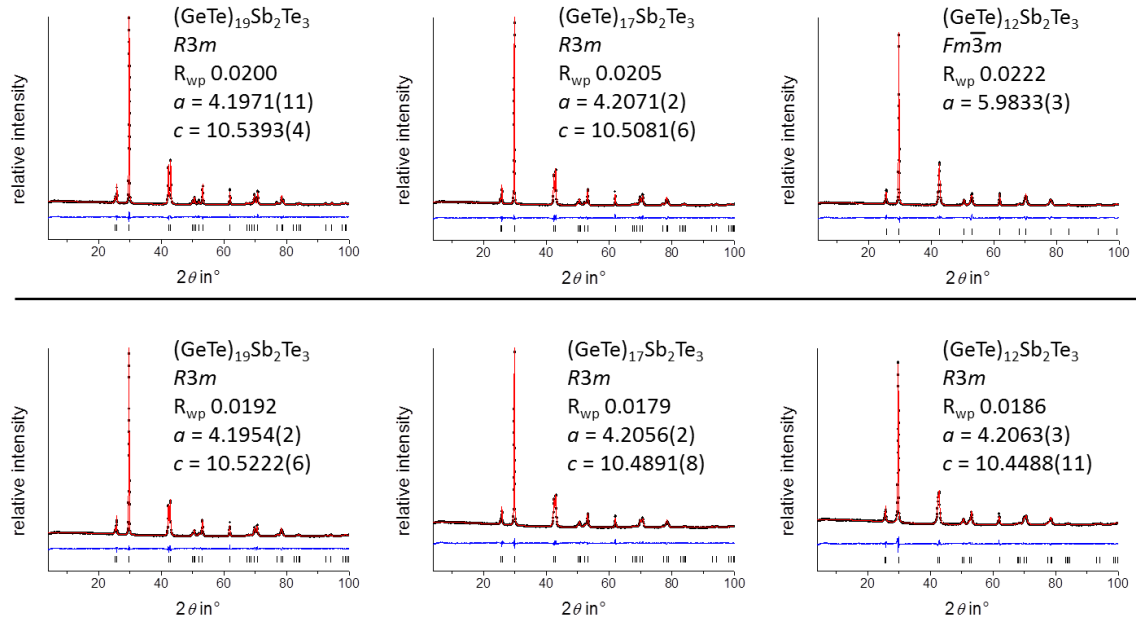 (GeTe)₁₉Sb₂Te₃
R3m
R_wp 0.0200
a = 4.1971(11)
c = 10.5393(4)
relative intensity
20 40 60 80 100
2θ in°
(GeTe)₁₇Sb₂Te₃
R3m
R_wp 0.0205
a = 4.2071(2)
c = 10.5081(6)
relative intensity
20 40 60 80 100
2θ in°
(GeTe)₁₂Sb₂Te₃
Fm3̅m
R_wp 0.0222
a = 5.9833(3)
relative intensity
20 40 60 80 100
2θ in°
(GeTe)₁₉Sb₂Te₃
R3m
R_wp 0.0192
a = 4.1954(2)
c = 10.5222(6)
relative intensity
20 40 60 80 100
2θ in°
(GeTe)₁₇Sb₂Te₃
R3m
R_wp 0.0179
a = 4.2056(2)
c = 10.4891(8)
relative intensity
20 40 60 80 100
2θ in°
(GeTe)₁₂Sb₂Te₃
R3m
R_wp 0.0186
a = 4.2063(3)
c = 10.4488(11)
relative intensity
20 40 60 80 100
2θ in°